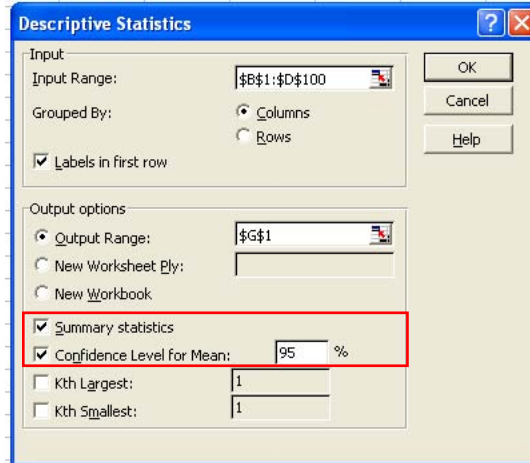 Descriptive Statistics
Input
Input Range: $B$1:$D$100
OK
Grouped By: Columns
Cancel
Rows
Help
Labels in first row
Output options
Output Range: $G$1
New Worksheet Ply:
New Workbook
Summary statistics
Confidence Level for Mean: 95 %
Kth Largest: 1
Kth Smallest: 1